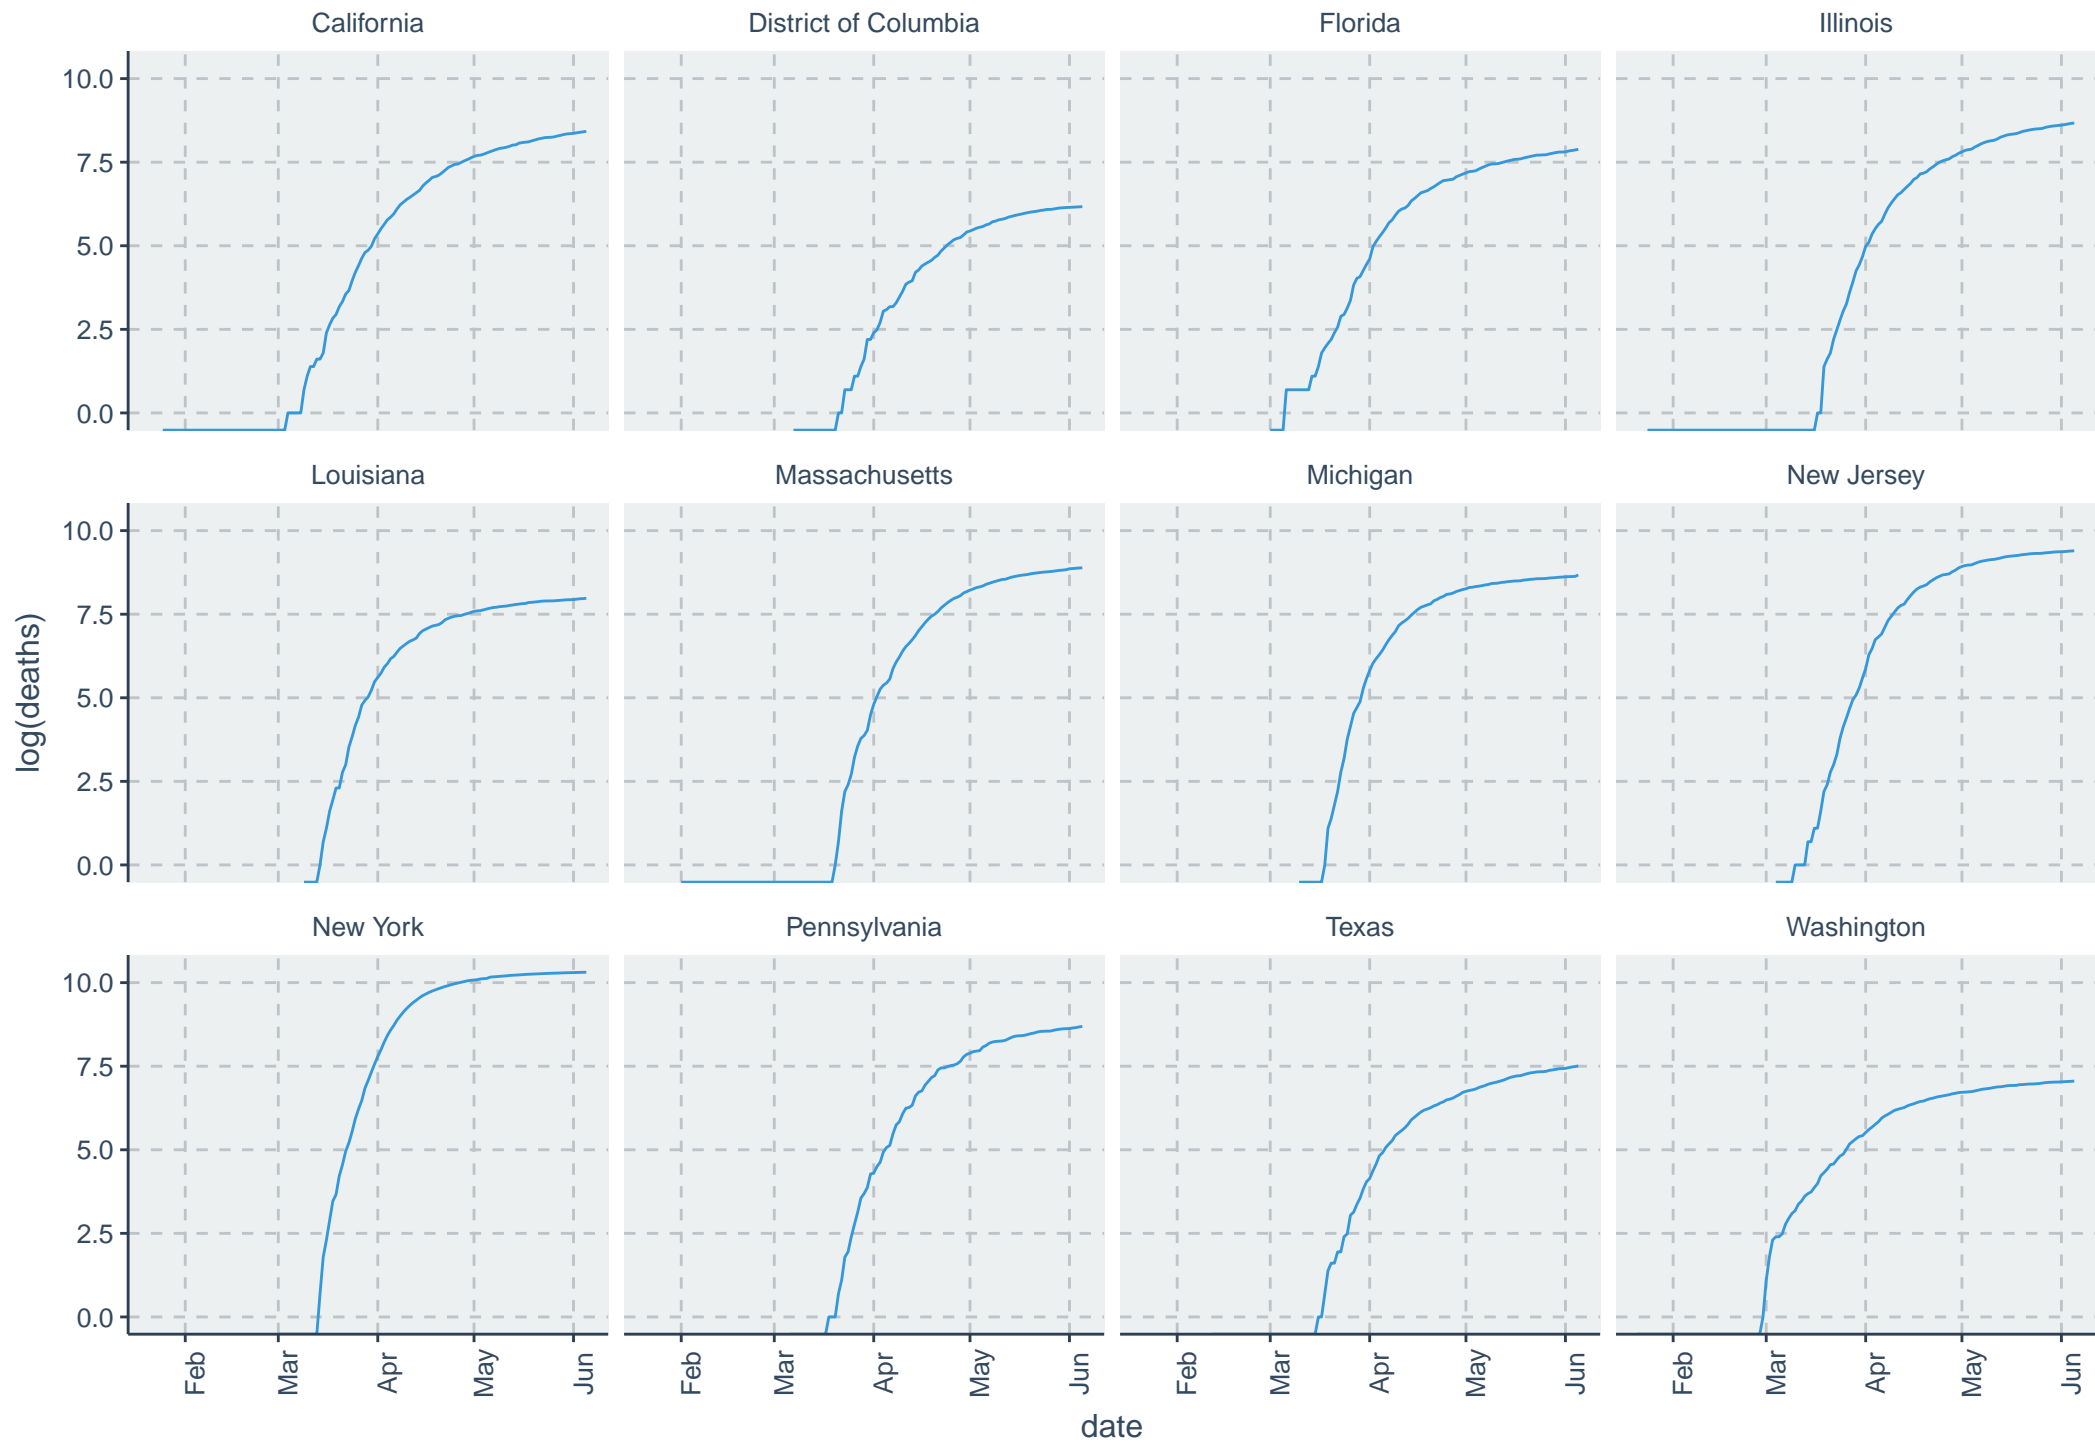 California District of Columbia Florida Illinois
10.0
7.5
5.0
2.5
0.0
Louisiana Massachusetts Michigan New Jersey
10.0
7.5
5.0
2.5
0.0
log(deaths)
New York Pennsylvania Texas Washington
10.0
7.5
5.0
2.5
0.0
Feb Mar Apr May Jun Feb Mar Apr May Jun Feb Mar Apr May Jun Feb Mar Apr May Jun
date